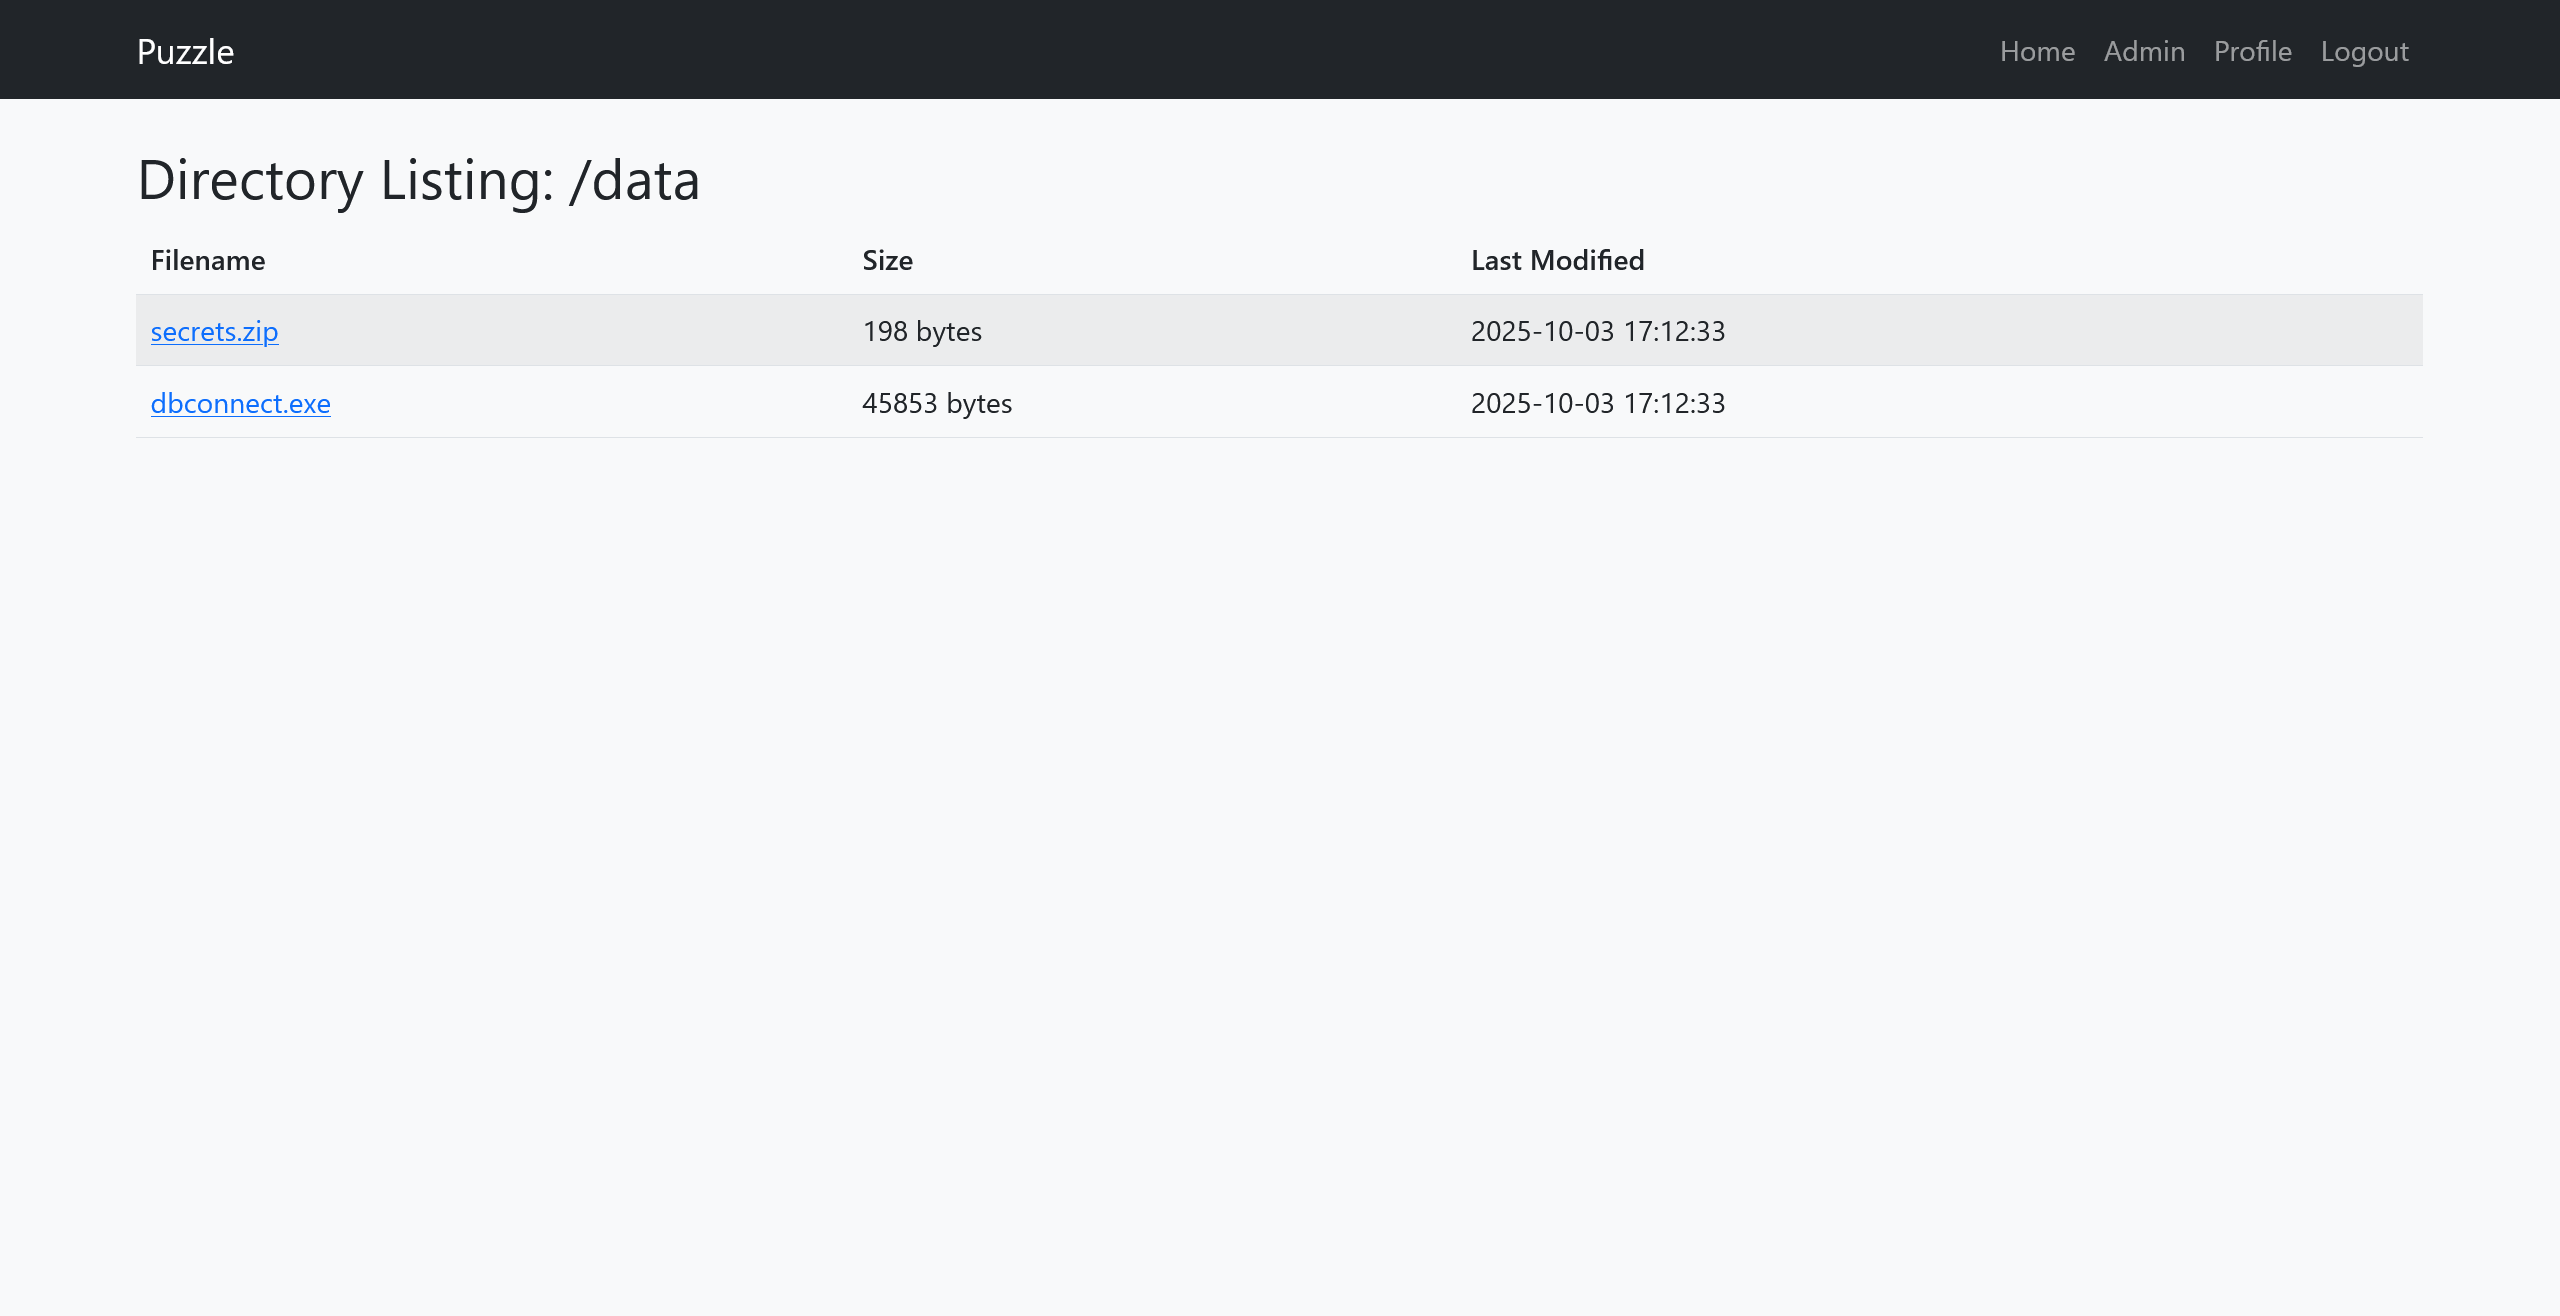 Puzzle Home Admin Profile Logout
Directory Listing: /data
Filename Size Last Modified
secrets.zip 198 bytes 2025-10-03 17:12:33
dbconnect.exe 45853 bytes 2025-10-03 17:12:33